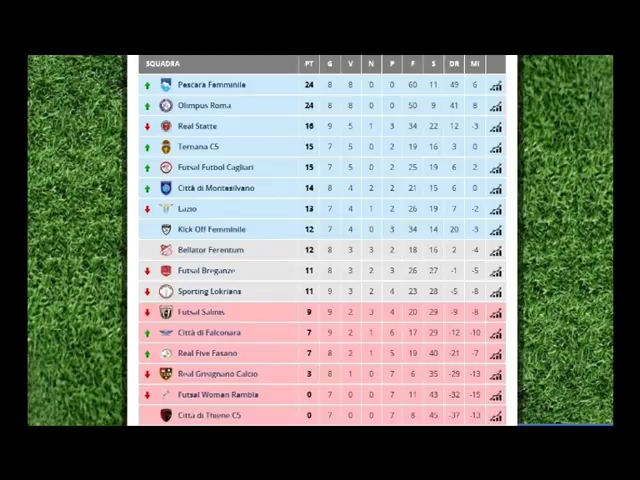 SQUADRA PT G V N P F S DR MI
Pescara Femminile 24 8 8 0 0 60 11 49 6
Olimpus Roma 24 8 8 0 0 50 9 41 8
Real Statte 16 9 5 1 3 34 22 12 -3
Ternana C5 15 7 5 0 2 19 16 3 0
Futsal Futbol Cagliari 15 7 5 0 2 25 19 6 2
Città di Montesilvano 14 8 4 2 2 21 15 6 0
Lazio 13 7 4 1 2 26 19 7 -2
Kick Off Femminile 12 7 4 0 3 34 14 20 -3
Bellator Ferentum 12 8 3 3 2 18 16 2 -4
Futsal Breganze 11 8 3 2 3 26 27 -1 -5
Sporting Lokrians 11 9 3 2 4 23 28 -5 -8
Futsal Salinis 9 9 2 3 4 20 29 -9 -8
Città di Falconara 7 9 2 1 6 17 29 -12 -10
Real Five Fasano 7 8 2 1 5 19 40 -21 -7
Real Grisignano Calcio 3 8 1 0 7 6 35 -29 -13
Futsal Woman Rambla 0 7 0 0 7 11 43 -32 -15
Città di Thiene C5 0 7 0 0 7 8 45 -37 -13